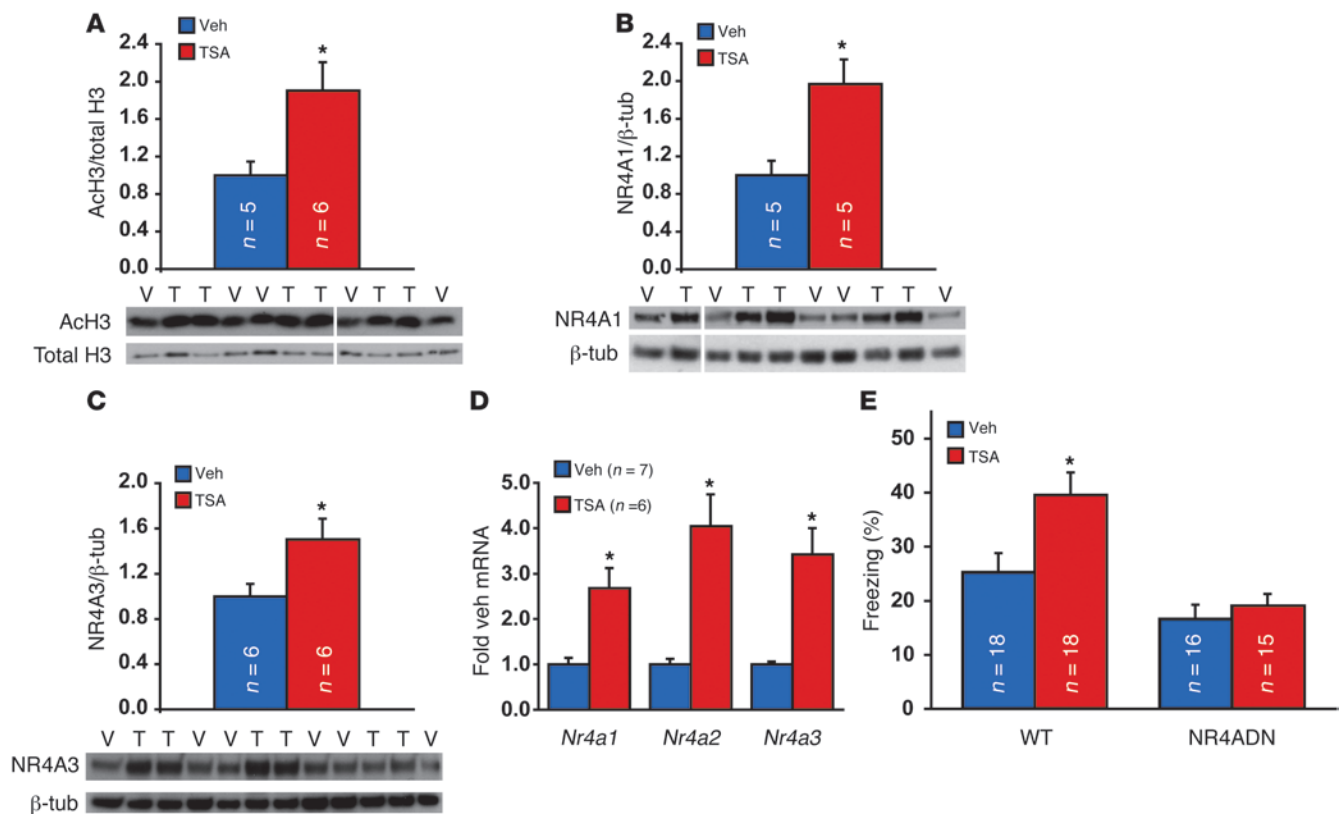 A
Veh
TSA
2.4
2.0
1.6
1.2
0.8
0.4
0.0
AcH3/total H3
*
n = 5
n = 6
V T T V V T T V T T V
AcH3
Total H3
B
Veh
TSA
2.4
2.0
1.6
1.2
0.8
0.4
0.0
NR4A1/β-tub
*
n = 5
n = 5
V T V T T V V T T V
NR4A1
β-tub
C
Veh
TSA
2.0
1.6
1.2
0.8
0.4
0.0
NR4A3/β-tub
*
n = 6
n = 6
V T T V V T T V V T T V
NR4A3
β-tub
D
Veh (n = 7)
TSA (n =6)
5.0
4.0
3.0
2.0
1.0
0.0
Fold veh mRNA
*
*
*
Nr4a1 Nr4a2 Nr4a3
E
Veh
TSA
50
40
30
20
10
0
Freezing (%)
*
n = 18
n = 18
n = 16
n = 15
WT NR4ADN